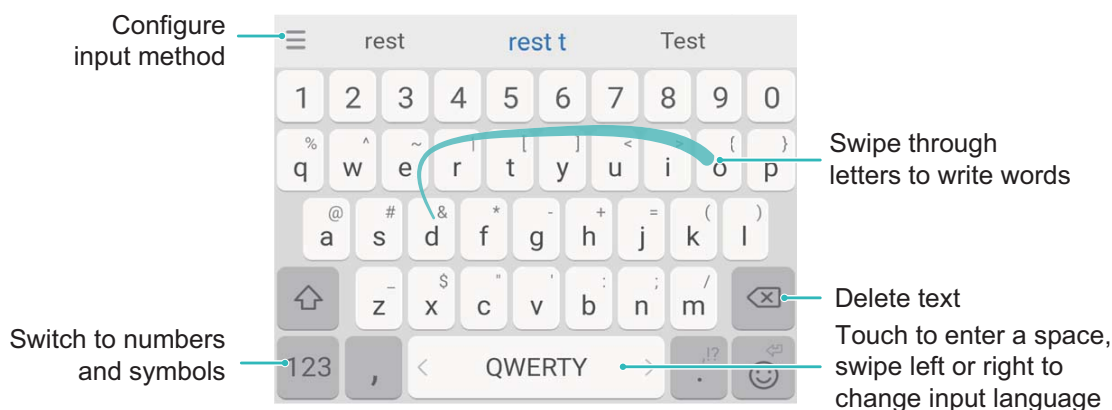 Configure
input method
rest rest t Test
1 2 3 4 5 6 7 8 9 0
% ^ ~ | [ ] < > { }
q w e r t y u i o p
Swipe through
letters to write words
@ # & * - + = ( )
a s d f g h j k l
_ $ " ' : ; /
z x c v b n m
Delete text
Switch to numbers
and symbols
123 , < QWERTY > ,!? .
Touch to enter a space,
swipe left or right to
change input language